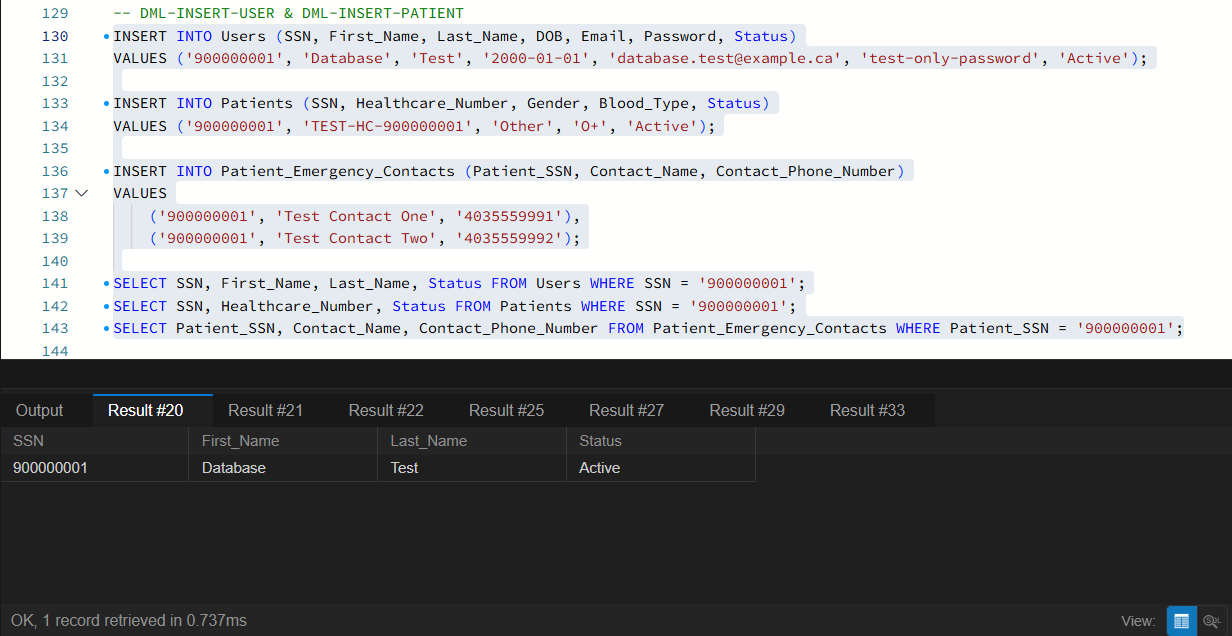 129 -- DML-INSERT-USER & DML-INSERT-PATIENT
130 INSERT INTO Users (SSN, First_Name, Last_Name, DOB, Email, Password, Status)
131 VALUES ('900000001', 'Database', 'Test', '2000-01-01', 'database.test@example.ca', 'test-only-password', 'Active');
132
133 INSERT INTO Patients (SSN, Healthcare_Number, Gender, Blood_Type, Status)
134 VALUES ('900000001', 'TEST-HC-900000001', 'Other', 'O+', 'Active');
135
136 INSERT INTO Patient_Emergency_Contacts (Patient_SSN, Contact_Name, Contact_Phone_Number)
137 VALUES
138 ('900000001', 'Test Contact One', '4035559991'),
139 ('900000001', 'Test Contact Two', '4035559992');
140
141 SELECT SSN, First_Name, Last_Name, Status FROM Users WHERE SSN = '900000001';
142 SELECT SSN, Healthcare_Number, Status FROM Patients WHERE SSN = '900000001';
143 SELECT Patient_SSN, Contact_Name, Contact_Phone_Number FROM Patient_Emergency_Contacts WHERE Patient_SSN = '900000001';
144
Output Result #20 Result #21 Result #22 Result #25 Result #27 Result #29 Result #33
SSN First_Name Last_Name Status
900000001 Database Test Active
OK, 1 record retrieved in 0.737ms View: SQL